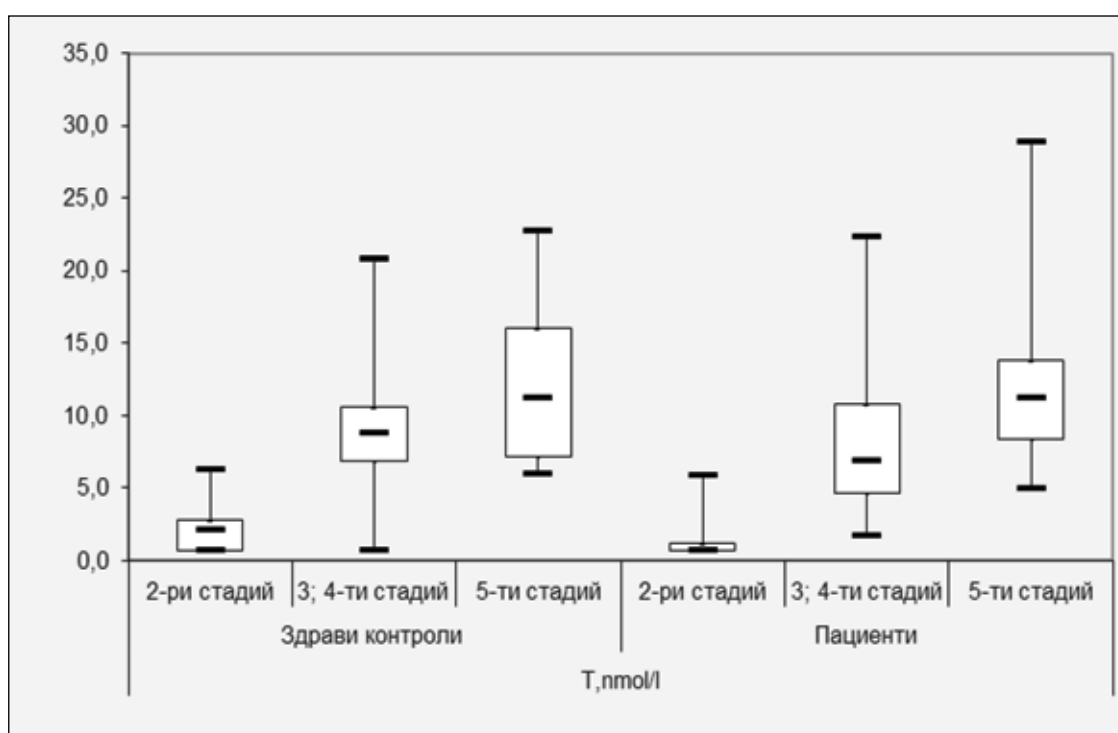 35,0
30,0
25,0
20,0
15,0
10,0
5,0
0,0
2-ри стадий 3; 4-ти стадий 5-ти стадий 2-ри стадий 3; 4-ти стадий 5-ти стадий
Здрави контроли Пациенти
T,nmol/l